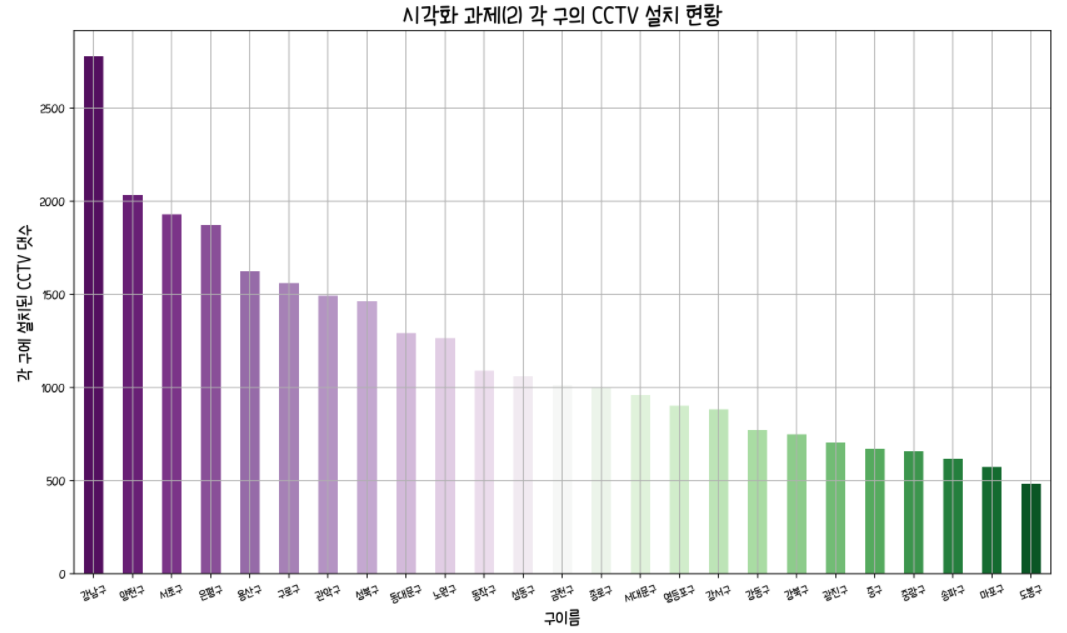 시각화 과제(2) 각 구의 CCTV 설치 현황
각 구에 설치된 CCTV 댓수
2500
2000
1500
1000
500
0
강남구 양천구 서초구 은평구 용산구 구로구 관악구 성북구 동대문구 노원구 동작구 성동구 금천구 종로구 서대문구 영등포구 강서구 강동구 강북구 광진구 중구 중랑구 송파구 마포구 도봉구
구이름